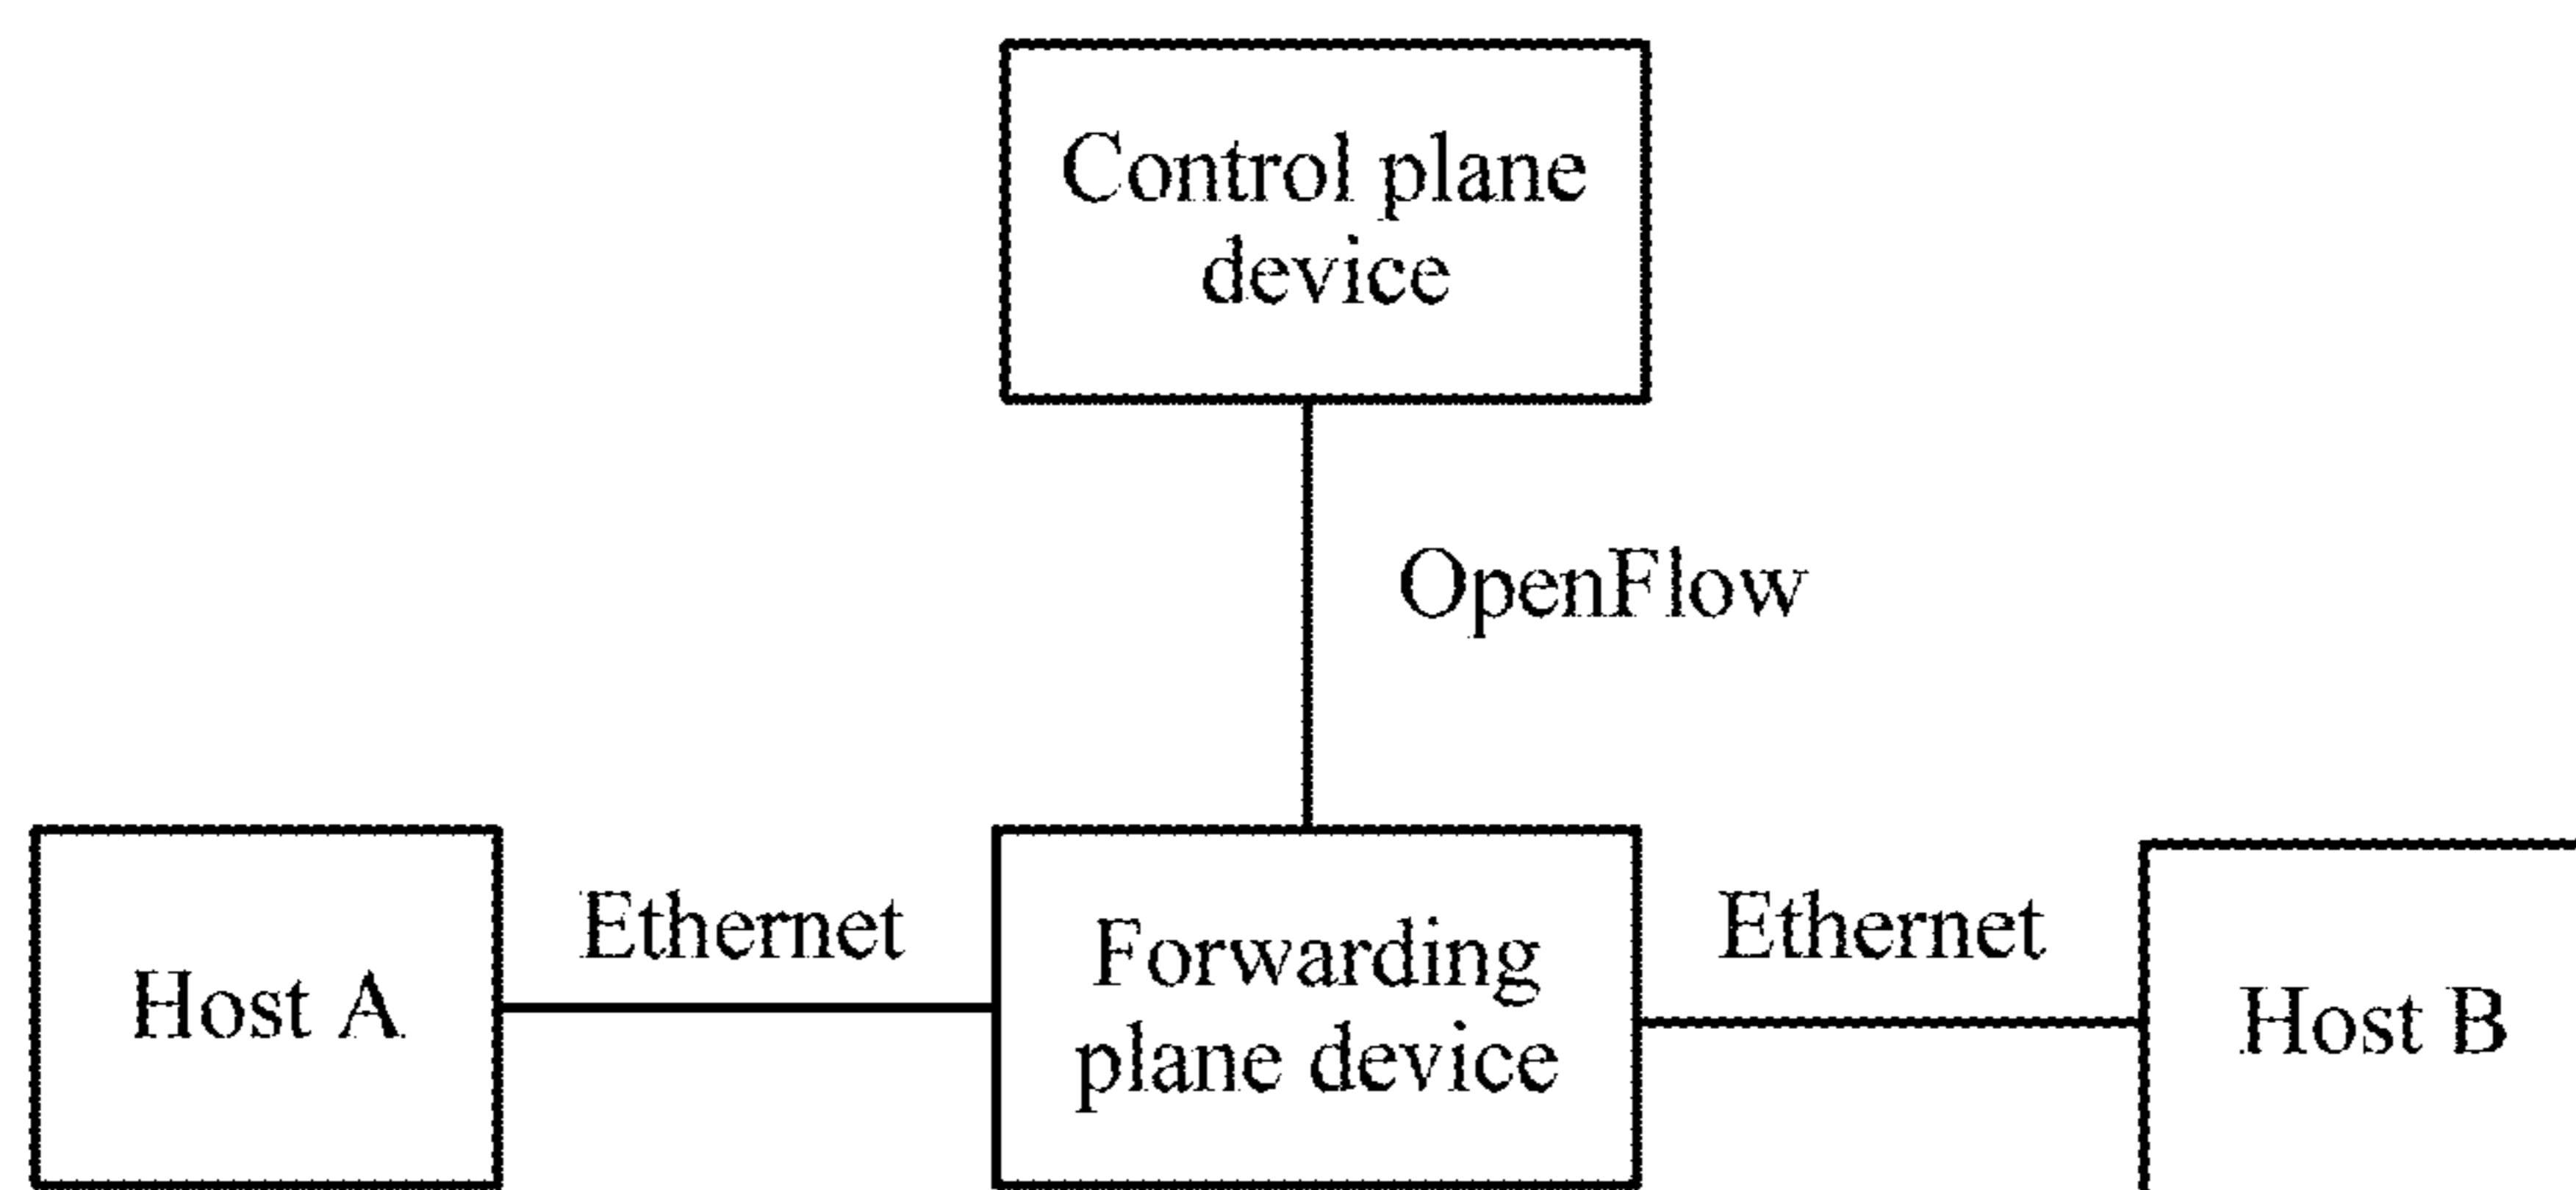 Control plane
device
OpenFlow
Host A
Ethernet
Forwarding
plane device
Ethernet
Host B